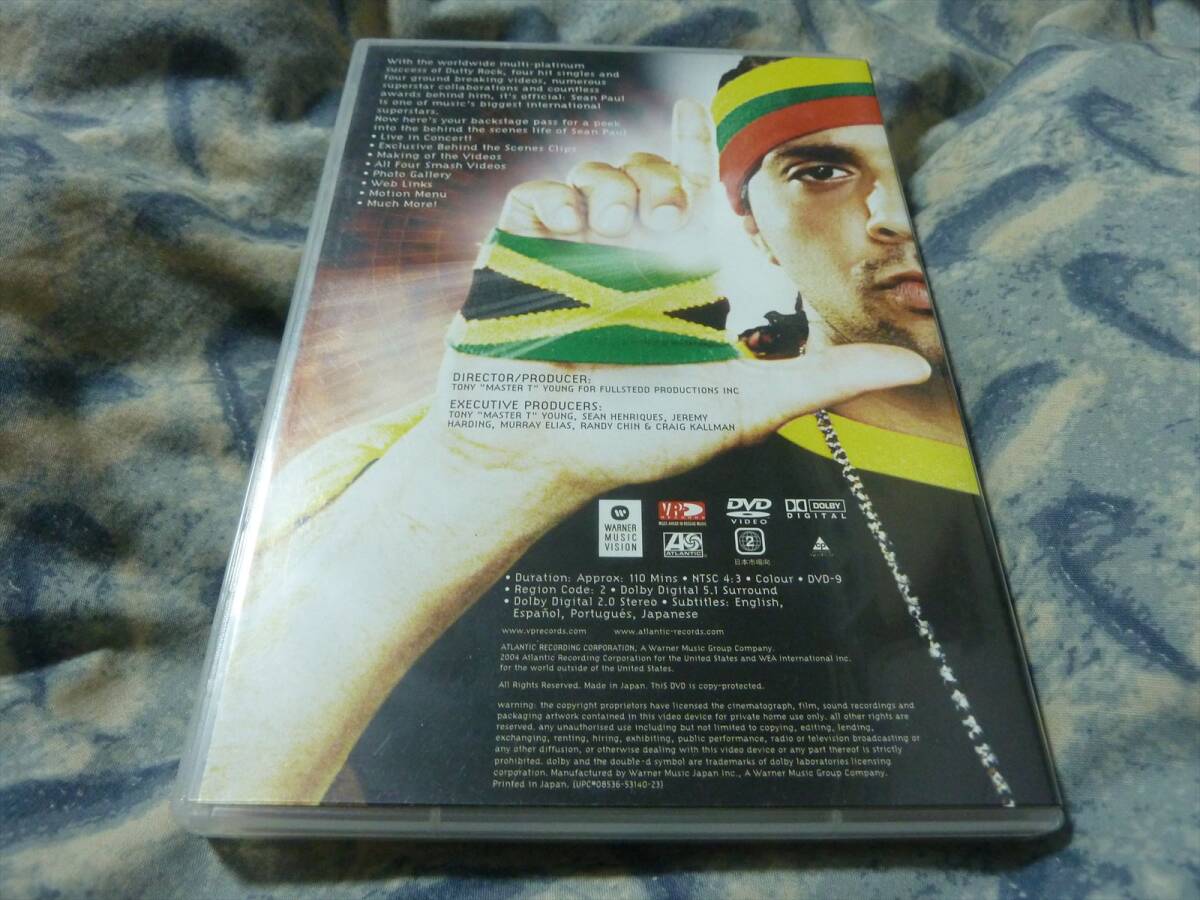 With the worldwide multi-platinum
success of Dutty Rock, four hit singles and
four ground breaking videos, numerous
superstar collaborations and countless
awards behind him, it's official: Sean Paul
is one of music's biggest international
superstars.
Now here's your backstage pass for a peek
into the behind the scenes life of Sean Paul
• Live in Concert!
• Exclusive Behind the Scenes Clips
• Making of the Videos
• All Four Smash Videos
• Photo Gallery
• Web Links
• Motion Menu
• Much More!
DIRECTOR/PRODUCER:
TONY "MASTER T" YOUNG FOR FULLSTEDD PRODUCTIONS INC
EXECUTIVE PRODUCERS:
TONY "MASTER T" YOUNG, SEAN HENRIQUES, JEREMY
HARDING, MURRAY ELIAS, RANDY CHIN & CRAIG KALLMAN
WARNER
MUSIC
VISION
VP
RECORDS
MILES AHEAD IN REGGAE MUSIC
ATLANTIC
DVD
VIDEO
2
日本市場向
DOLBY
DIGITAL
• Duration: Approx: 110 Mins • NTSC 4:3 • Colour • DVD-9
• Region Code: 2 • Dolby Digital 5.1 Surround
• Dolby Digital 2.0 Stereo • Subtitles: English,
Español, Portugués, Japanese
www.vprecords.com www.atlantic-records.com
ATLANTIC RECORDING CORPORATION, A Warner Music Group Company.
2004 Atlantic Recording Corporation for the United States and WEA International Inc.
for the world outside of the United States.
All Rights Reserved. Made in Japan. ThiS DVD is copy-protected.
warning: the copyright proprietors have licensed the cinematograph, film, sound recordings and
packaging artwork contained in this video device for private home use only. all other rights are
reserved. any unauthorised use including but not limited to copying, editing, lending,
exchanging, renting, hiring, exhibiting, public performance, radio or television broadcasting or
any other diffusion, or otherwise dealing with this video device or any part thereof is strictly
prohibited. dolby and the double-d symbol are trademarks of dolby laboratories licensing
corporation. Manufactured by Warner Music Japan Inc., A Warner Music Group Company.
Printed in Japan. (UPC#08536-53140-23)